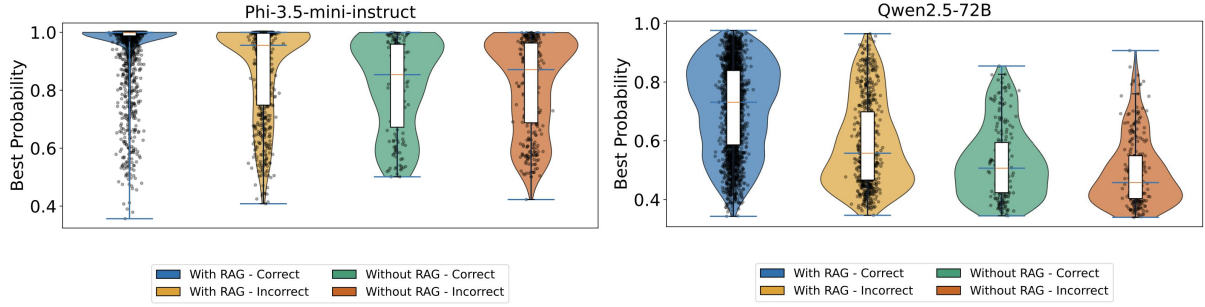 Phi-3.5-mini-instruct
Best Probability
1.0
0.8
0.6
0.4
With RAG - Correct
With RAG - Incorrect
Without RAG - Correct
Without RAG - Incorrect
Qwen2.5-72B
Best Probability
1.0
0.8
0.6
0.4
With RAG - Correct
With RAG - Incorrect
Without RAG - Correct
Without RAG - Incorrect